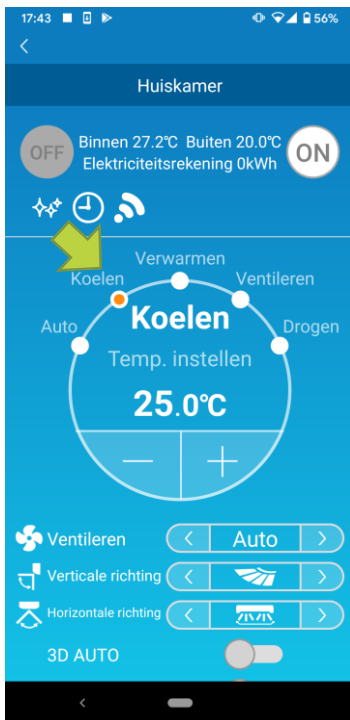 17:43 56%
Huiskamer
OFF
Binnen 27.2℃ Buiten 20.0℃
Elektriciteitsrekening 0kWh
ON
Verwarmen
Koelen
Ventileren
Auto
Koelen
Drogen
Temp. instellen
25.0℃
Ventileren
Auto
Verticale richting
Horizontale richting
3D AUTO